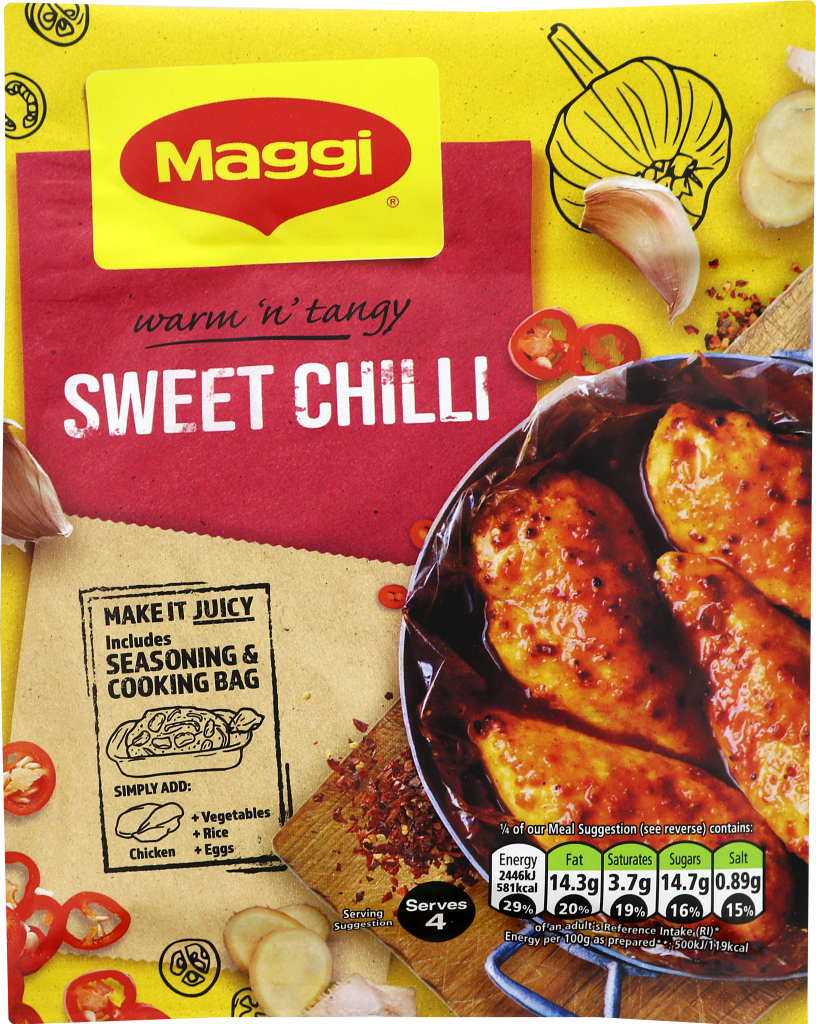 Maggi
®
warm 'n' tangy
SWEET CHILLI
MAKE IT JUICY
Includes
SEASONING &
COOKING BAG
SIMPLY ADD:
Chicken
+ Vegetables
+ Rice
+ Eggs
Serving
Suggestion
Serves
4
¼ of our Meal Suggestion (see reverse) contains:
Energy Fat Saturates Sugars Salt
2446kJ
581kcal 14.3g 3.7g 14.7g 0.89g
29% 20% 19% 16% 15%
of an adult's Reference Intake (RI)*
Energy per 100g as prepared**: 500kJ/119kcal